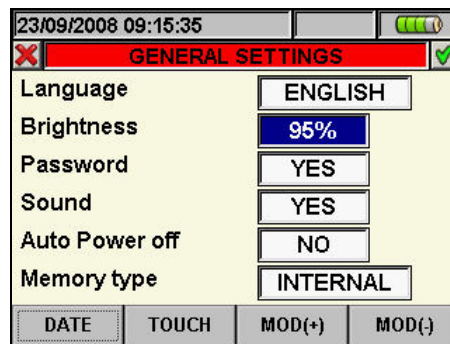 23/09/2008 09:15:35
GENERAL SETTINGS
Language ENGLISH
Brightness 95%
Password YES
Sound YES
Auto Power off NO
Memory type INTERNAL
DATE TOUCH MOD(+) MOD(-)